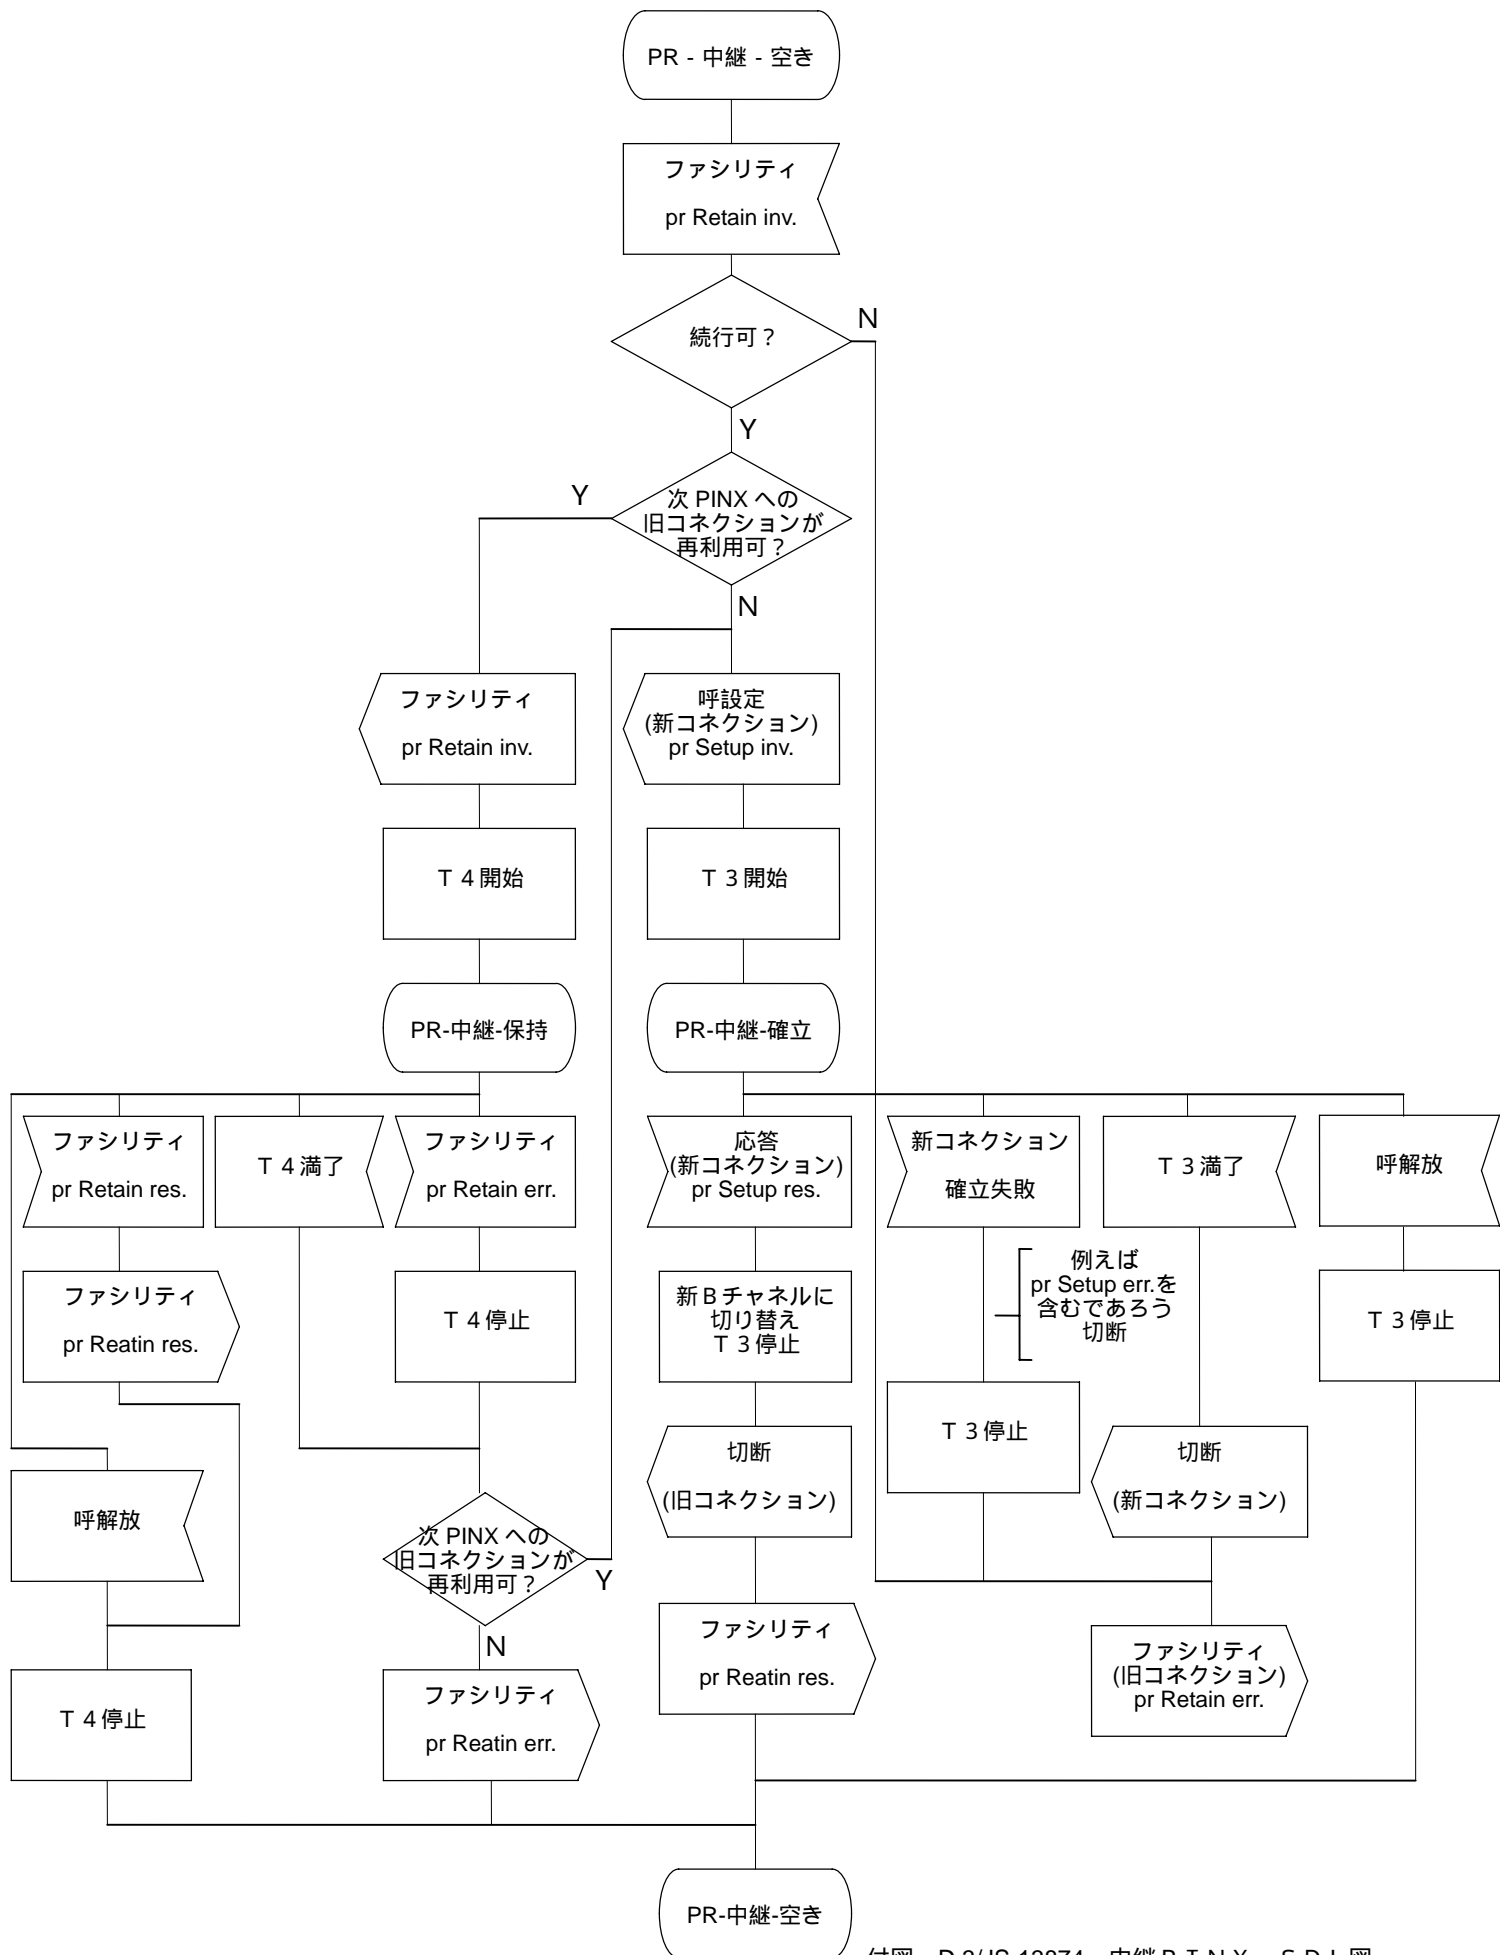 PR - 中継 - 空き
ファシリティ
pr Retain inv.
続行可？
N
Y
次 PINX への
旧コネクションが
再利用可？
Y
N
ファシリティ
pr Retain inv.
呼設定
(新コネクション)
pr Setup inv.
Ｔ４開始
Ｔ３開始
PR-中継-保持
PR-中継-確立
ファシリティ
pr Retain res.
Ｔ４満了
ファシリティ
pr Retain err.
応答
(新コネクション)
pr Setup res.
新コネクション
確立失敗
Ｔ３満了
呼解放
ファシリティ
pr Reatin res.
Ｔ４停止
新Ｂチャネルに
切り替え
Ｔ３停止
例えば
pr Setup err.を
含むであろう
切断
Ｔ３停止
Ｔ３停止
切断
(旧コネクション)
切断
(新コネクション)
呼解放
次 PINX への
旧コネクションが
再利用可？
Y
N
ファシリティ
pr Reatin res.
ファシリティ
(旧コネクション)
pr Retain err.
Ｔ４停止
ファシリティ
pr Reatin err.
PR-中継-空き